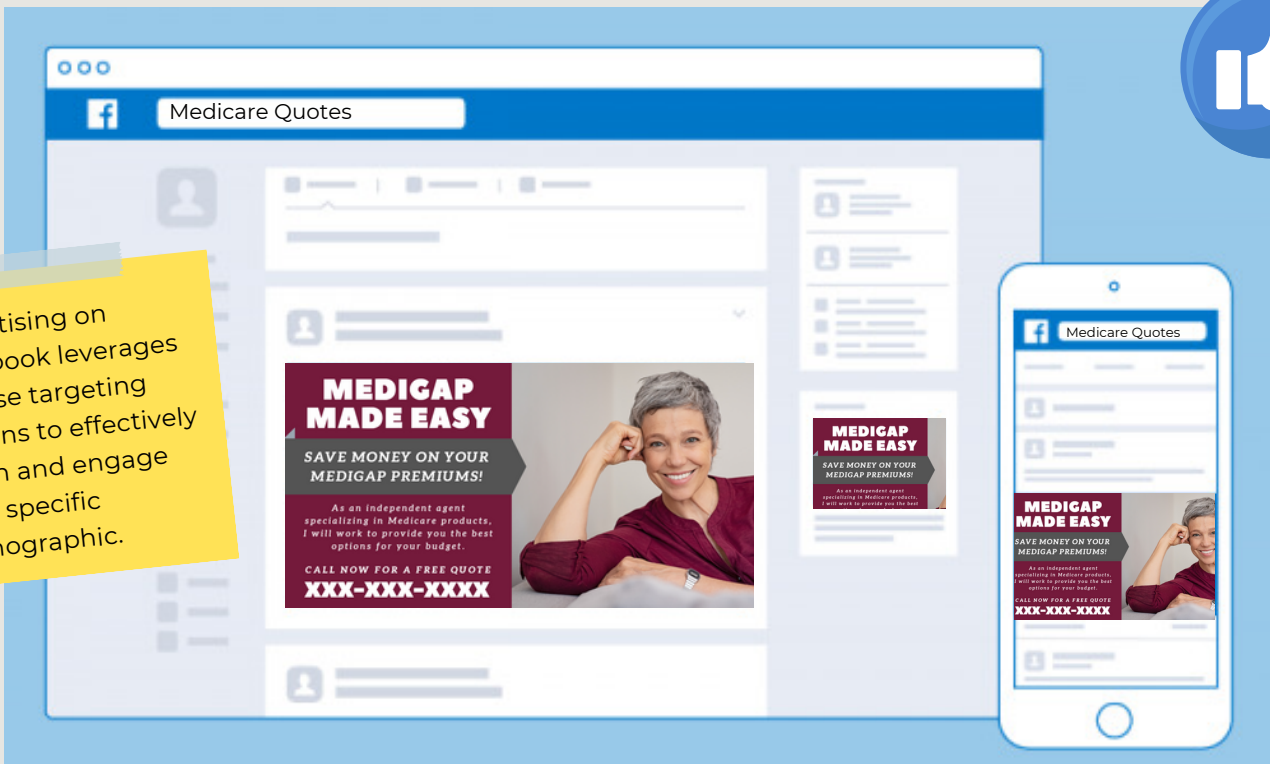 Medicare Quotes
tising on
book leverages
se targeting
ns to effectively
n and engage
specific
nographic.
MEDIGAP
MADE EASY
SAVE MONEY ON YOUR
MEDIGAP PREMIUMS!
As an independent agent
specializing in Medicare products,
I will work to provide you the best
options for your budget.
CALL NOW FOR A FREE QUOTE
XXX-XXX-XXXX
MEDIGAP
MADE EASY
SAVE MONEY ON YOUR
MEDIGAP PREMIUMS!
As an independent agent
specializing in Medicare products,
I will work to provide you the best
Medicare Quotes
MEDIGAP
MADE EASY
SAVE MONEY ON YOUR
MEDIGAP PREMIUMS!
As an independent agent
specializing in Medicare products,
I will work to provide you the best
options for your budget.
CALL NOW FOR A FREE QUOTE
XXX-XXX-XXXX